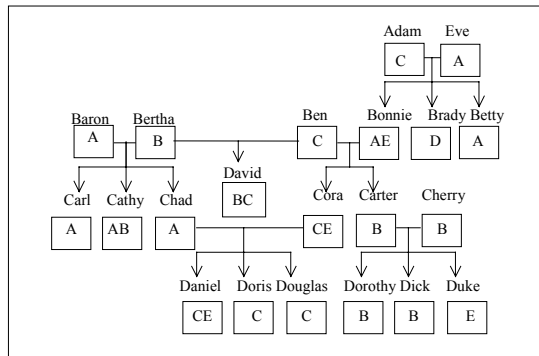 Adam Eve
C A
Baron Bertha Ben Bonnie Brady Betty
A B C AE D A
David
BC
Carl Cathy Chad Cora Carter Cherry
A AB A CE B B
Daniel Doris Douglas Dorothy Dick Duke
CE C C B B E